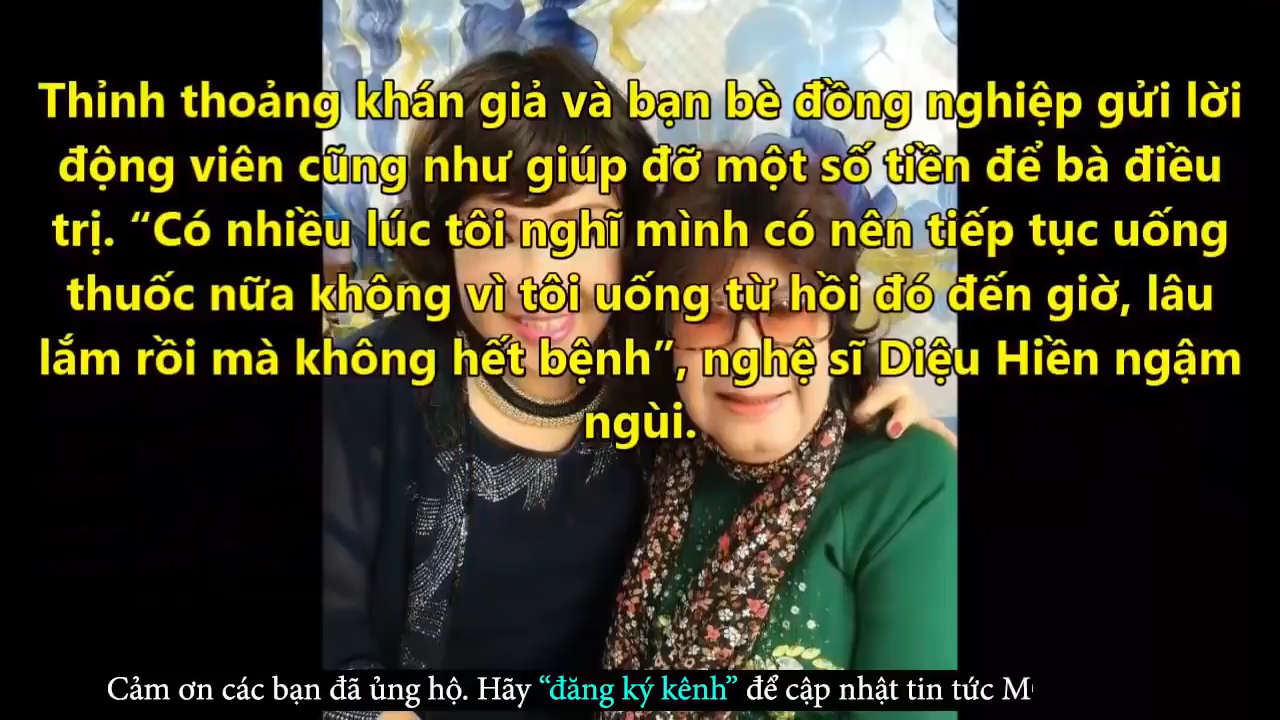 Thỉnh thoảng khán giả và bạn bè đồng nghiệp gửi lời
động viên cũng như giúp đỡ một số tiền để bà điều
trị. “Có nhiều lúc tôi nghĩ mình có nên tiếp tục uống
thuốc nữa không vì tôi uống từ hồi đó đến giờ, lâu
lắm rồi mà không hết bệnh”, nghệ sĩ Diệu Hiền ngậm
ngùi.
Cảm ơn các bạn đã ủng hộ. Hãy “đăng ký kênh” để cập nhật tin tức